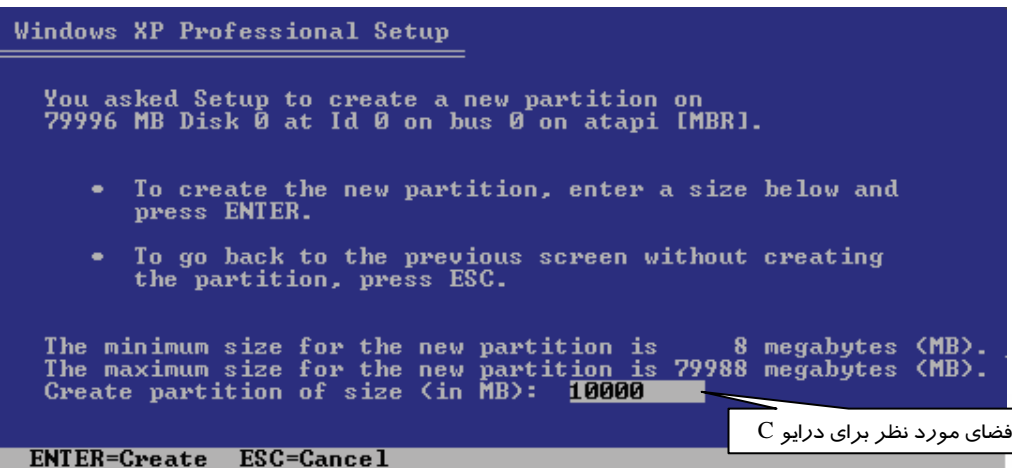 Windows XP Professional Setup
You asked Setup to create a new partition on
79996 MB Disk 0 at Id 0 on bus 0 on atapi [MBR].
• To create the new partition, enter a size below and
press ENTER.
• To go back to the previous screen without creating
the partition, press ESC.
The minimum size for the new partition is 8 megabytes (MB).
The maximum size for the new partition is 79988 megabytes (MB).
Create partition of size (in MB): 10000
فضای مورد نظر برای درایو C
ENTER=Create ESC=Cancel